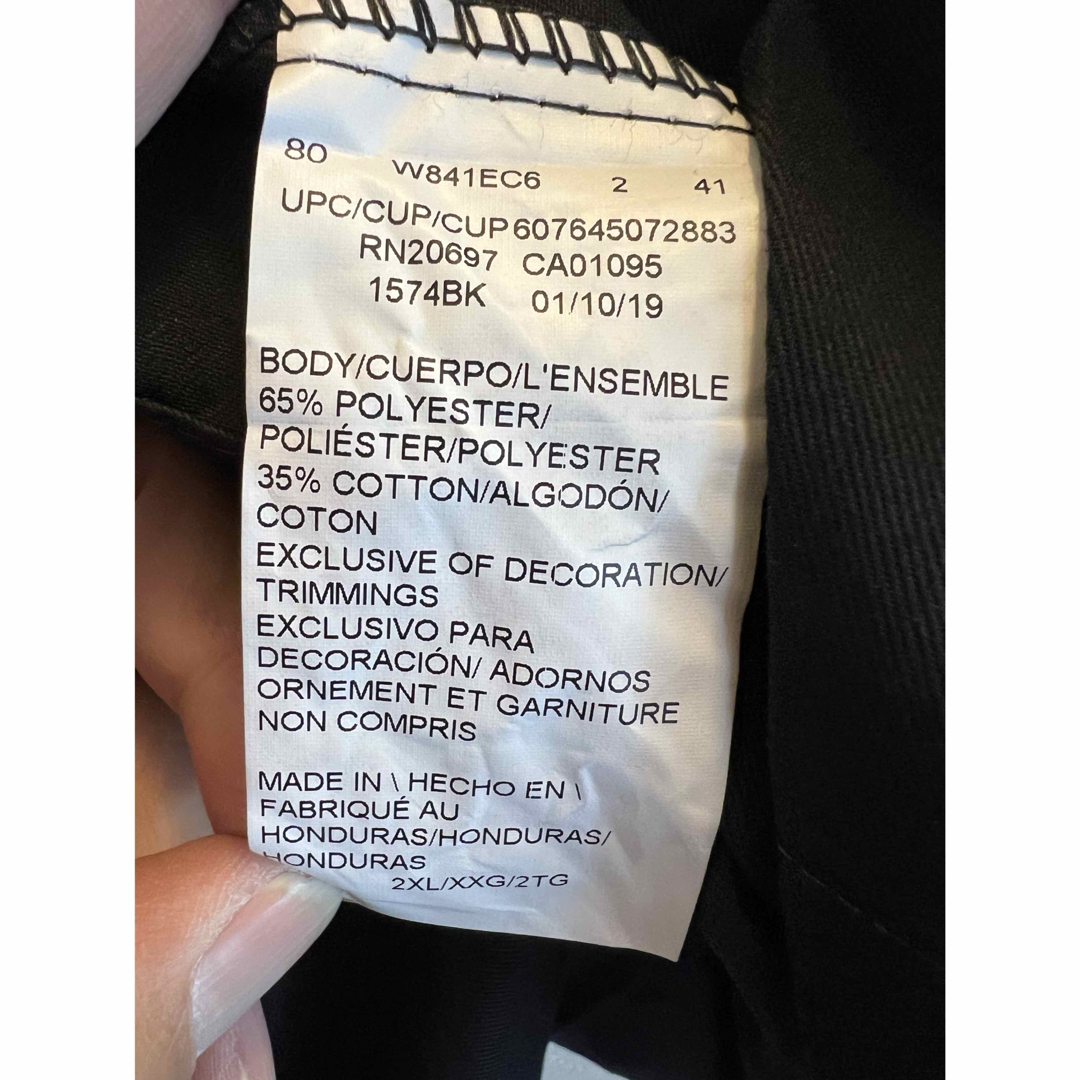 80 W841EC6 2 41
UPC/CUP/CUP 607645072883
RN20697 CA01095
1574BK 01/10/19
BODY/CUERPO/L'ENSEMBLE
65% POLYESTER/
POLIÉSTER/POLYESTER
35% COTTON/ALGODÓN/
COTON
EXCLUSIVE OF DECORATION/
TRIMMINGS
EXCLUSIVO PARA
DECORACIÓN/ ADORNOS
ORNEMENT ET GARNITURE
NON COMPRIS
MADE IN \ HECHO EN \
FABRIQUÉ AU
HONDURAS/HONDURAS/
HONDURAS
2XL/XXG/2TG